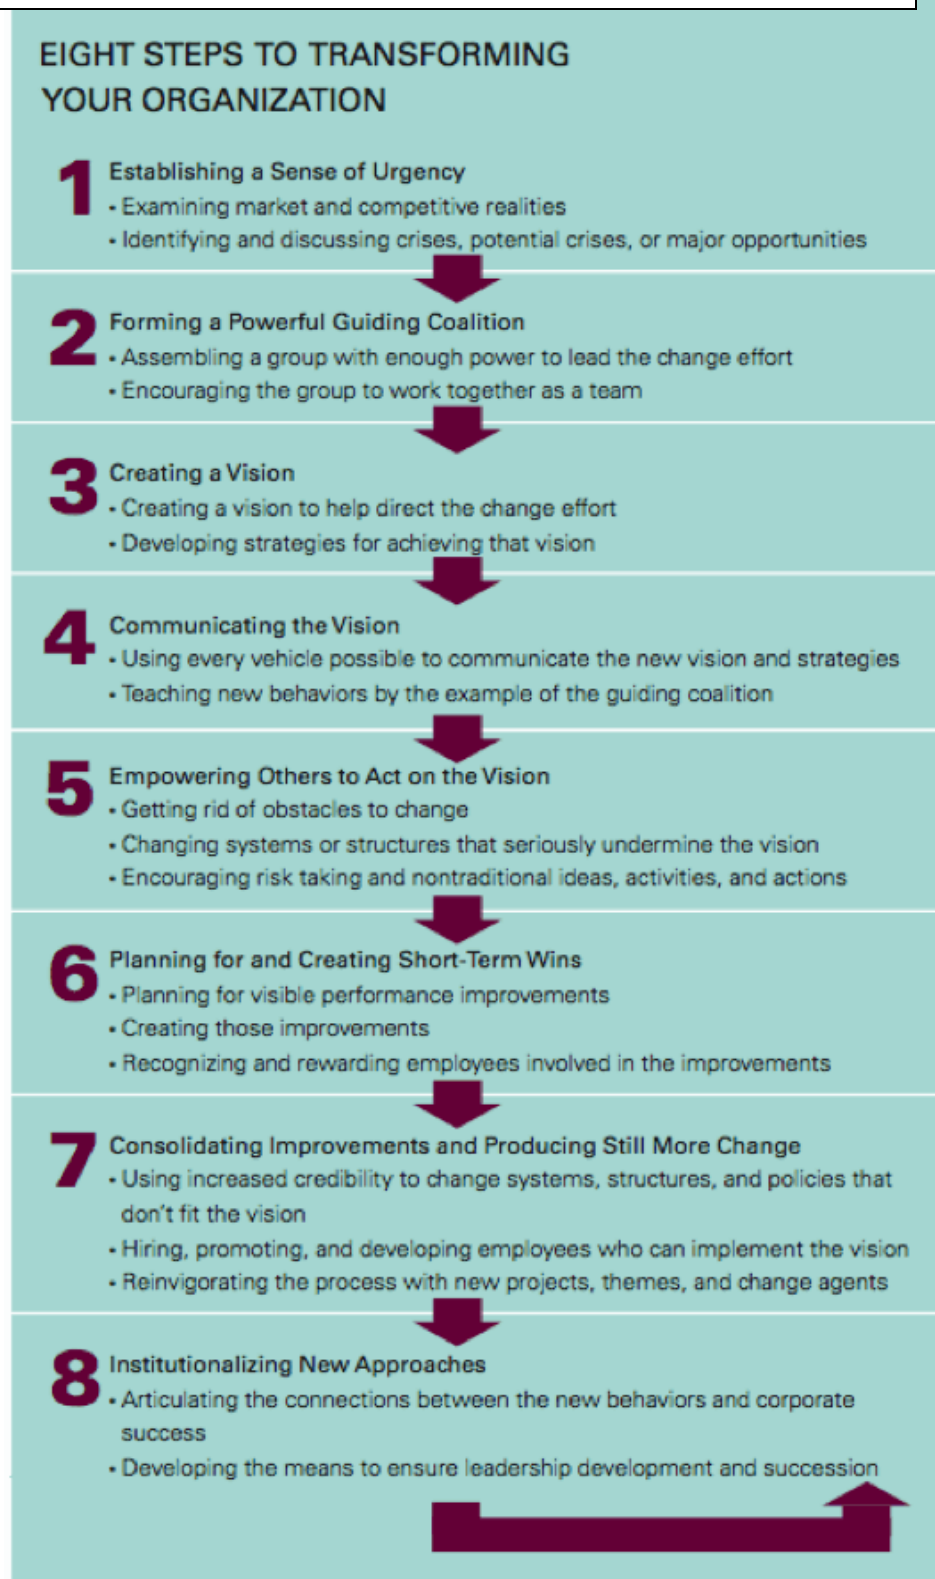 EIGHT STEPS TO TRANSFORMING
YOUR ORGANIZATION
1 Establishing a Sense of Urgency
• Examining market and competitive realities
• Identifying and discussing crises, potential crises, or major opportunities
2 Forming a Powerful Guiding Coalition
• Assembling a group with enough power to lead the change effort
• Encouraging the group to work together as a team
3 Creating a Vision
• Creating a vision to help direct the change effort
• Developing strategies for achieving that vision
4 Communicating the Vision
• Using every vehicle possible to communicate the new vision and strategies
• Teaching new behaviors by the example of the guiding coalition
5 Empowering Others to Act on the Vision
• Getting rid of obstacles to change
• Changing systems or structures that seriously undermine the vision
• Encouraging risk taking and nontraditional ideas, activities, and actions
6 Planning for and Creating Short-Term Wins
• Planning for visible performance improvements
• Creating those improvements
• Recognizing and rewarding employees involved in the improvements
7 Consolidating Improvements and Producing Still More Change
• Using increased credibility to change systems, structures, and policies that
don't fit the vision
• Hiring, promoting, and developing employees who can implement the vision
• Reinvigorating the process with new projects, themes, and change agents
8 Institutionalizing New Approaches
• Articulating the connections between the new behaviors and corporate
success
• Developing the means to ensure leadership development and succession